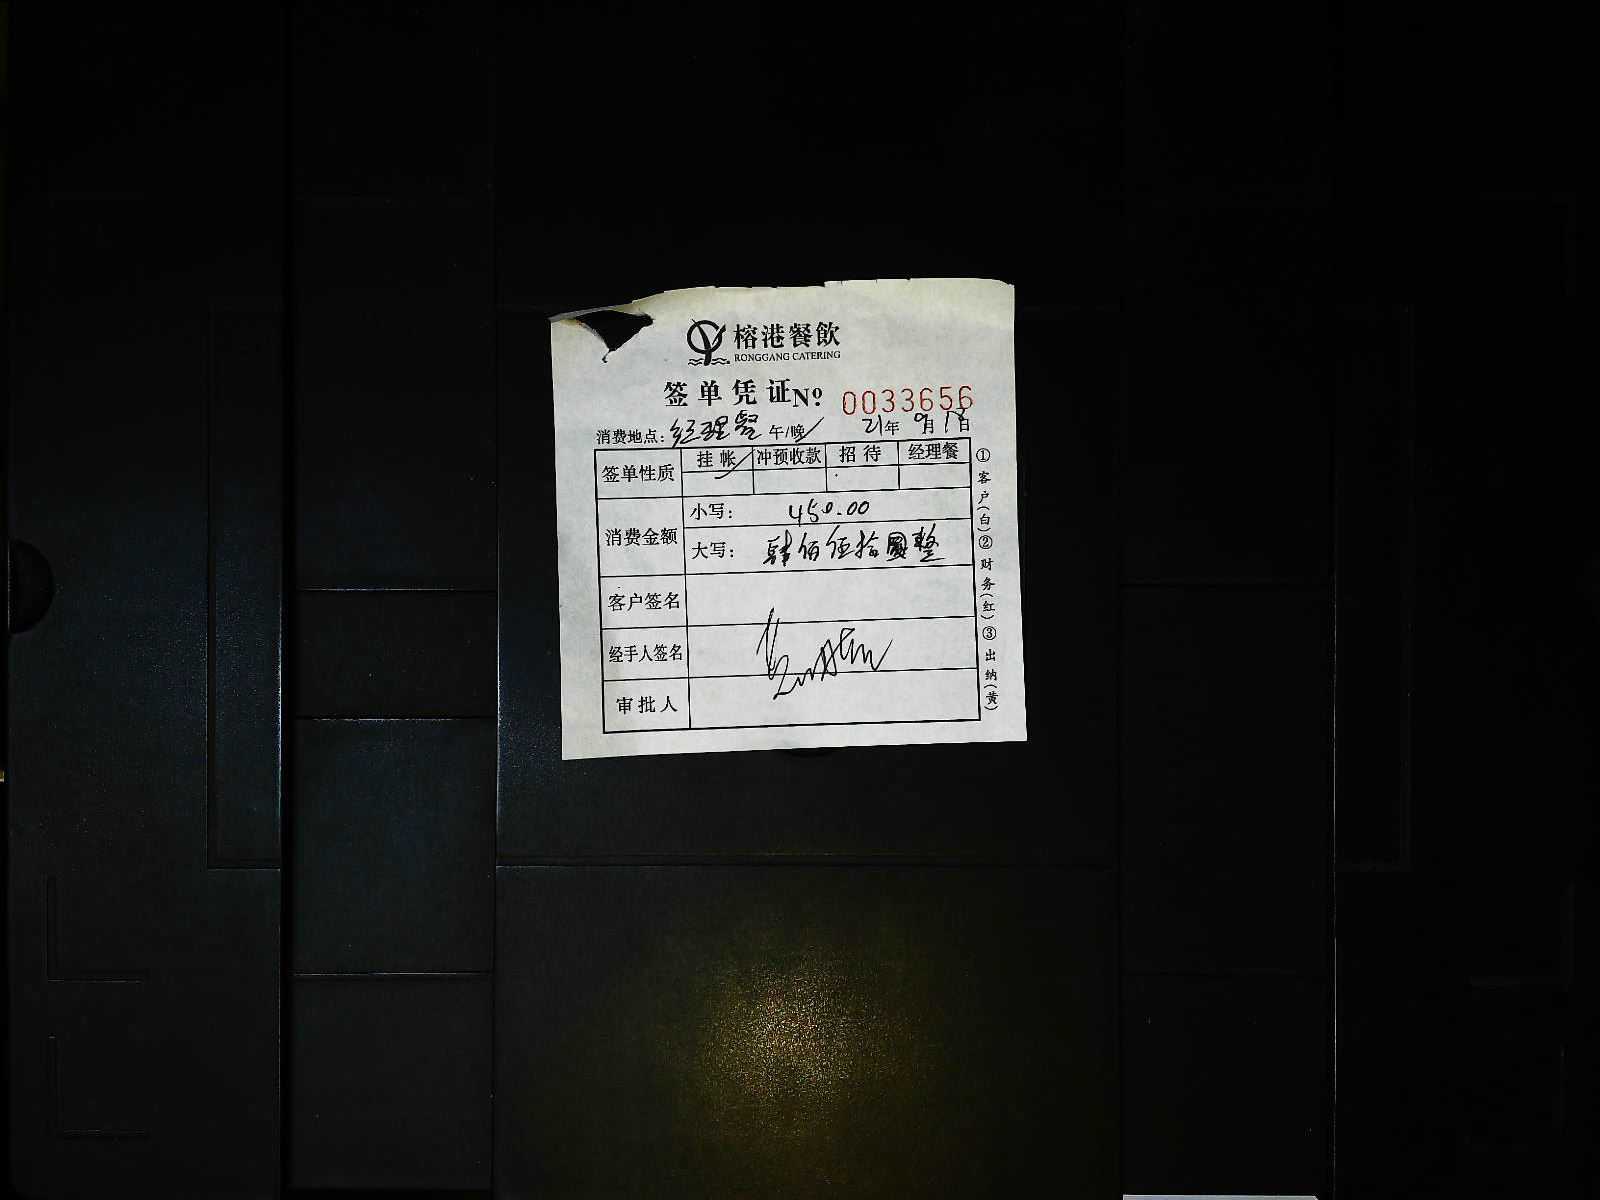 榕港餐飲
RONGGANG CATERING
签单凭证 Nº 0033656
消费地点：经理餐 午/晚 21年9月18日
签单性质 挂帐 冲预收款 招待 经理餐
消费金额 小写：450.00
大写：肆佰伍拾圆整
客户签名
经手人签名
审批人
①客户(白)②财务(红)③出纳(黄)